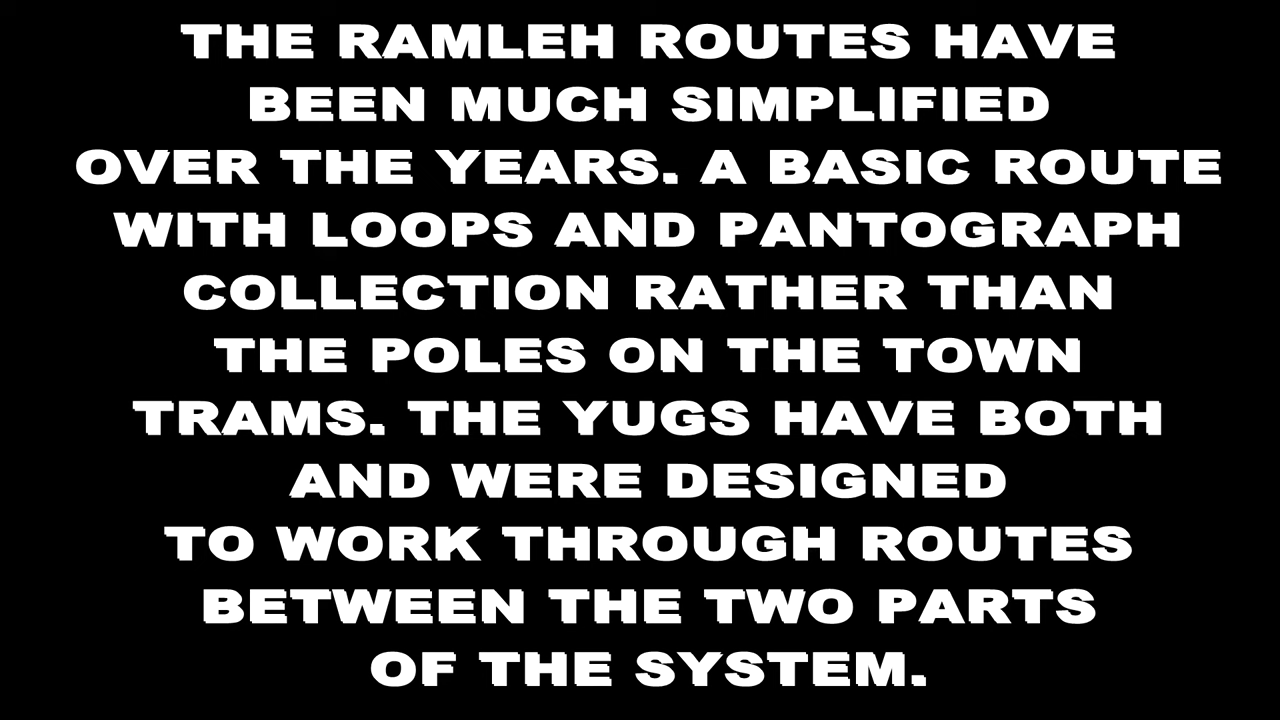 THE RAMLEH ROUTES HAVE
BEEN MUCH SIMPLIFIED
OVER THE YEARS. A BASIC ROUTE
WITH LOOPS AND PANTOGRAPH
COLLECTION RATHER THAN
THE POLES ON THE TOWN
TRAMS. THE YUGS HAVE BOTH
AND WERE DESIGNED
TO WORK THROUGH ROUTES
BETWEEN THE TWO PARTS
OF THE SYSTEM.